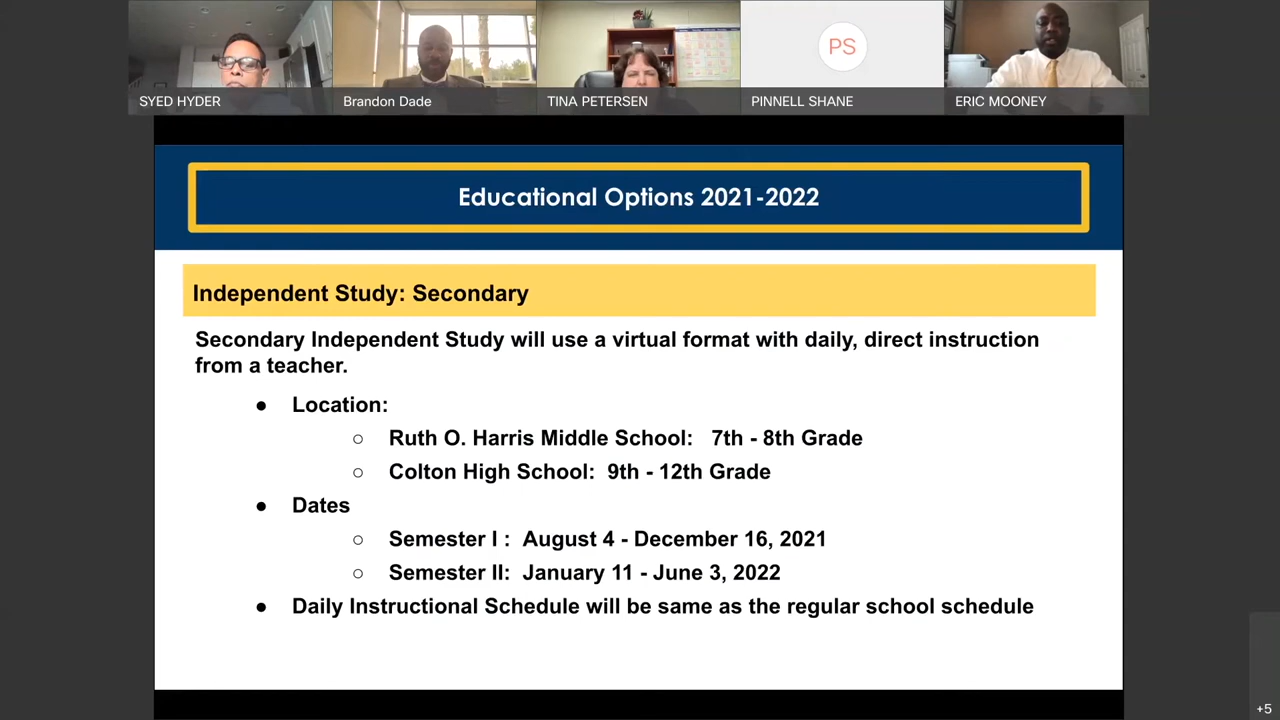 SYED HYDER
Brandon Dade
TINA PETERSEN
PS
PINNELL SHANE
ERIC MOONEY
Educational Options 2021-2022
Independent Study: Secondary
Secondary Independent Study will use a virtual format with daily, direct instruction
from a teacher.
● Location:
○ Ruth O. Harris Middle School: 7th - 8th Grade
○ Colton High School: 9th - 12th Grade
● Dates
○ Semester I : August 4 - December 16, 2021
○ Semester II: January 11 - June 3, 2022
● Daily Instructional Schedule will be same as the regular school schedule
+5